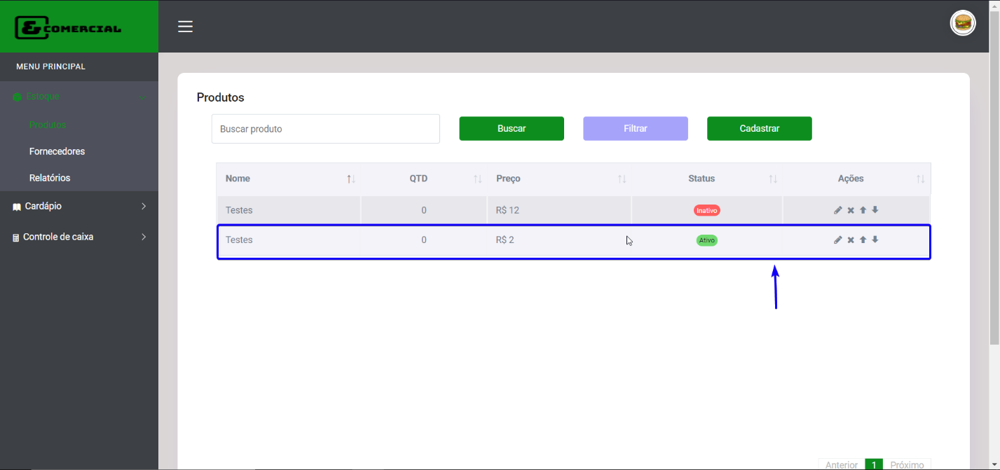 & COMERCIAL
MENU PRINCIPAL
Estoque
Produtos
Fornecedores
Relatórios
Cardápio
Controle de caixa
Produtos
Buscar produto
Buscar
Filtrar
Cadastrar
Nome QTD Preço Status Ações
Testes 0 R$ 12 Inativo
Testes 0 R$ 2 Ativo
Anterior 1 Próximo